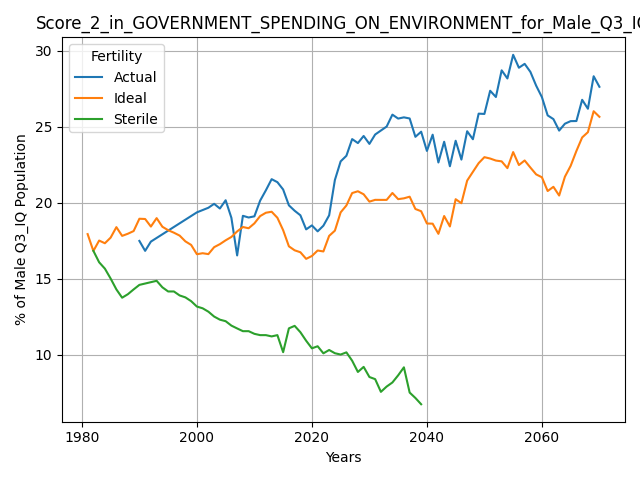 Score_2_in_GOVERNMENT_SPENDING_ON_ENVIRONMENT_for_Male_Q3_IQ
Fertility
Actual
Ideal
Sterile
% of Male Q3_IQ Population
30
25
20
15
10
1980
2000
2020
2040
2060
Years